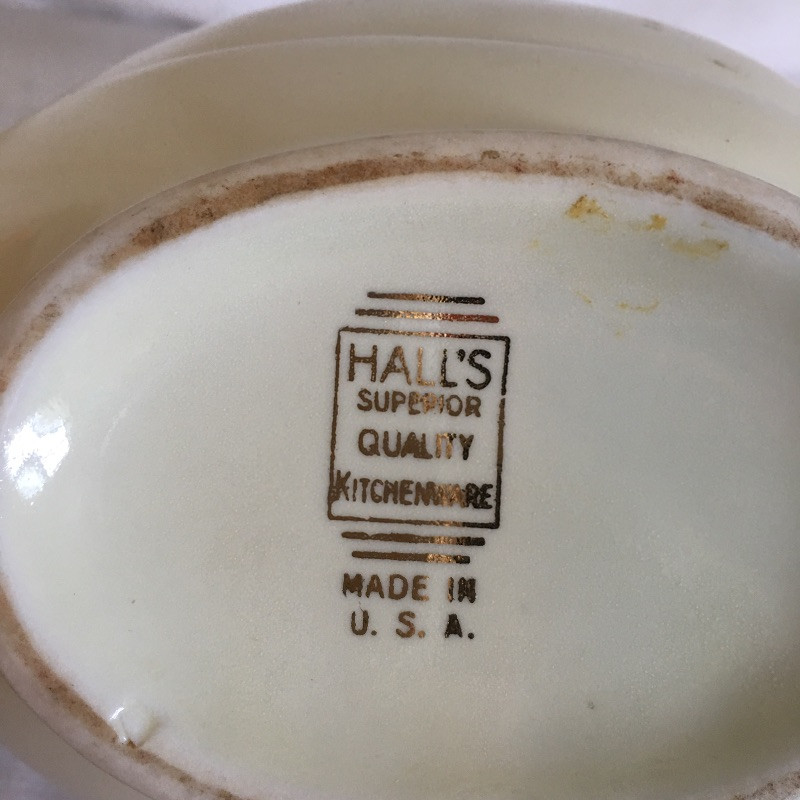 HALL'S
SUPERIOR
QUALITY
KITCHENWARE
MADE IN
U. S. A.